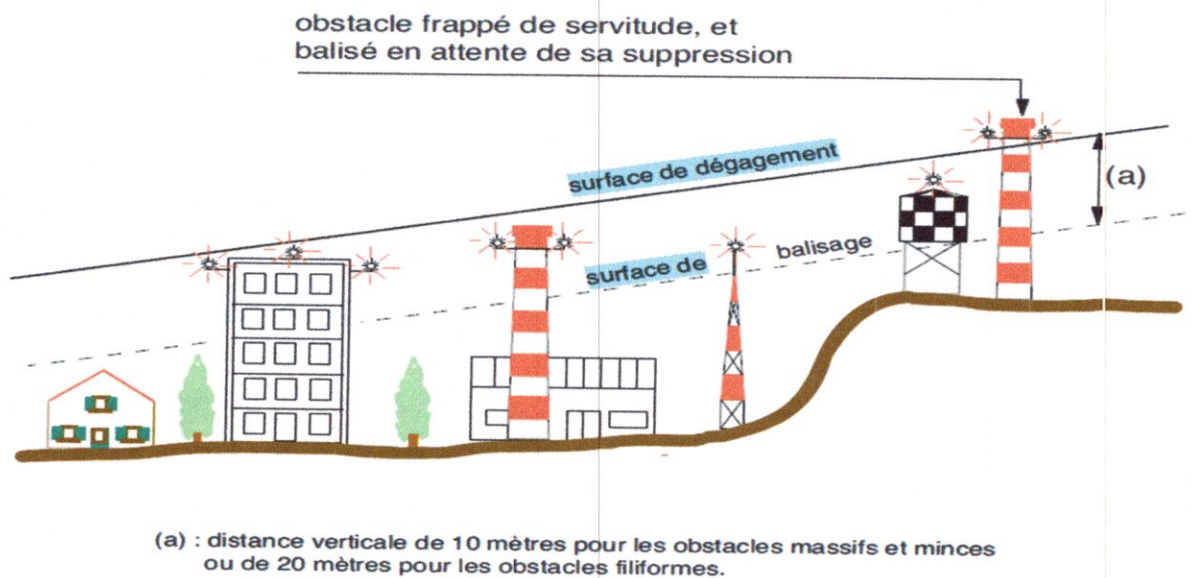 obstacle frappé de servitude, et
balisé en attente de sa suppression
surface de dégagement
(a)
surface de balisage
(a) : distance verticale de 10 mètres pour les obstacles massifs et minces
ou de 20 mètres pour les obstacles filiformes.